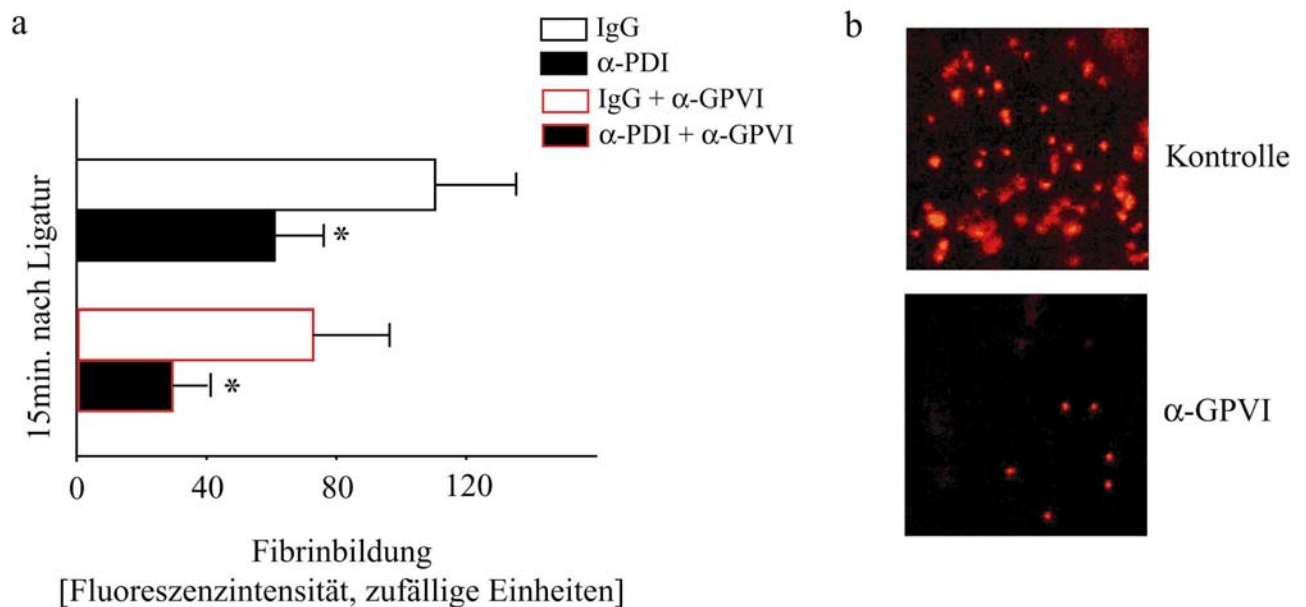 a
IgG
α-PDI
IgG + α-GPVI
α-PDI + α-GPVI
15min. nach Ligatur
*
*
0 40 80 120
Fibrinbildung
[Fluoreszenzintensität, zufällige Einheiten]
b
Kontrolle
α-GPVI